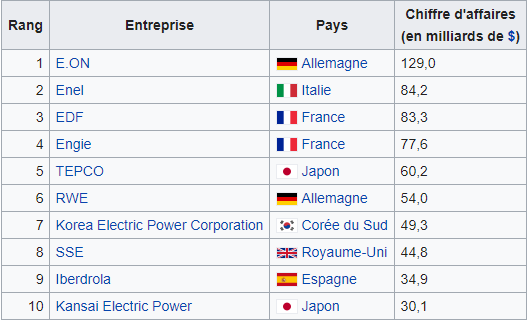 Rang Entreprise Pays Chiffre d'affaires
(en milliards de $)
1 E.ON Allemagne 129,0
2 Enel Italie 84,2
3 EDF France 83,3
4 Engie France 77,6
5 TEPCO Japon 60,2
6 RWE Allemagne 54,0
7 Korea Electric Power Corporation Corée du Sud 49,3
8 SSE Royaume-Uni 44,8
9 Iberdrola Espagne 34,9
10 Kansai Electric Power Japon 30,1